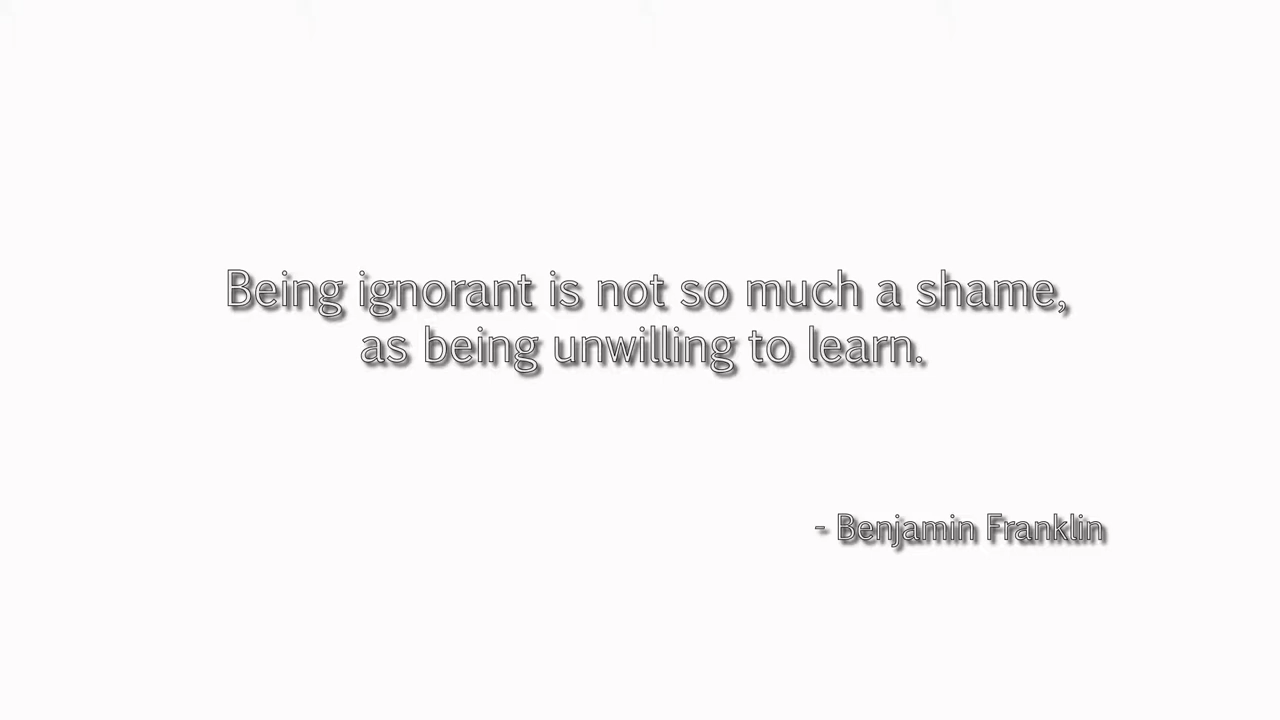 Being ignorant is not so much a shame,
as being unwilling to learn.
- Benjamin Franklin